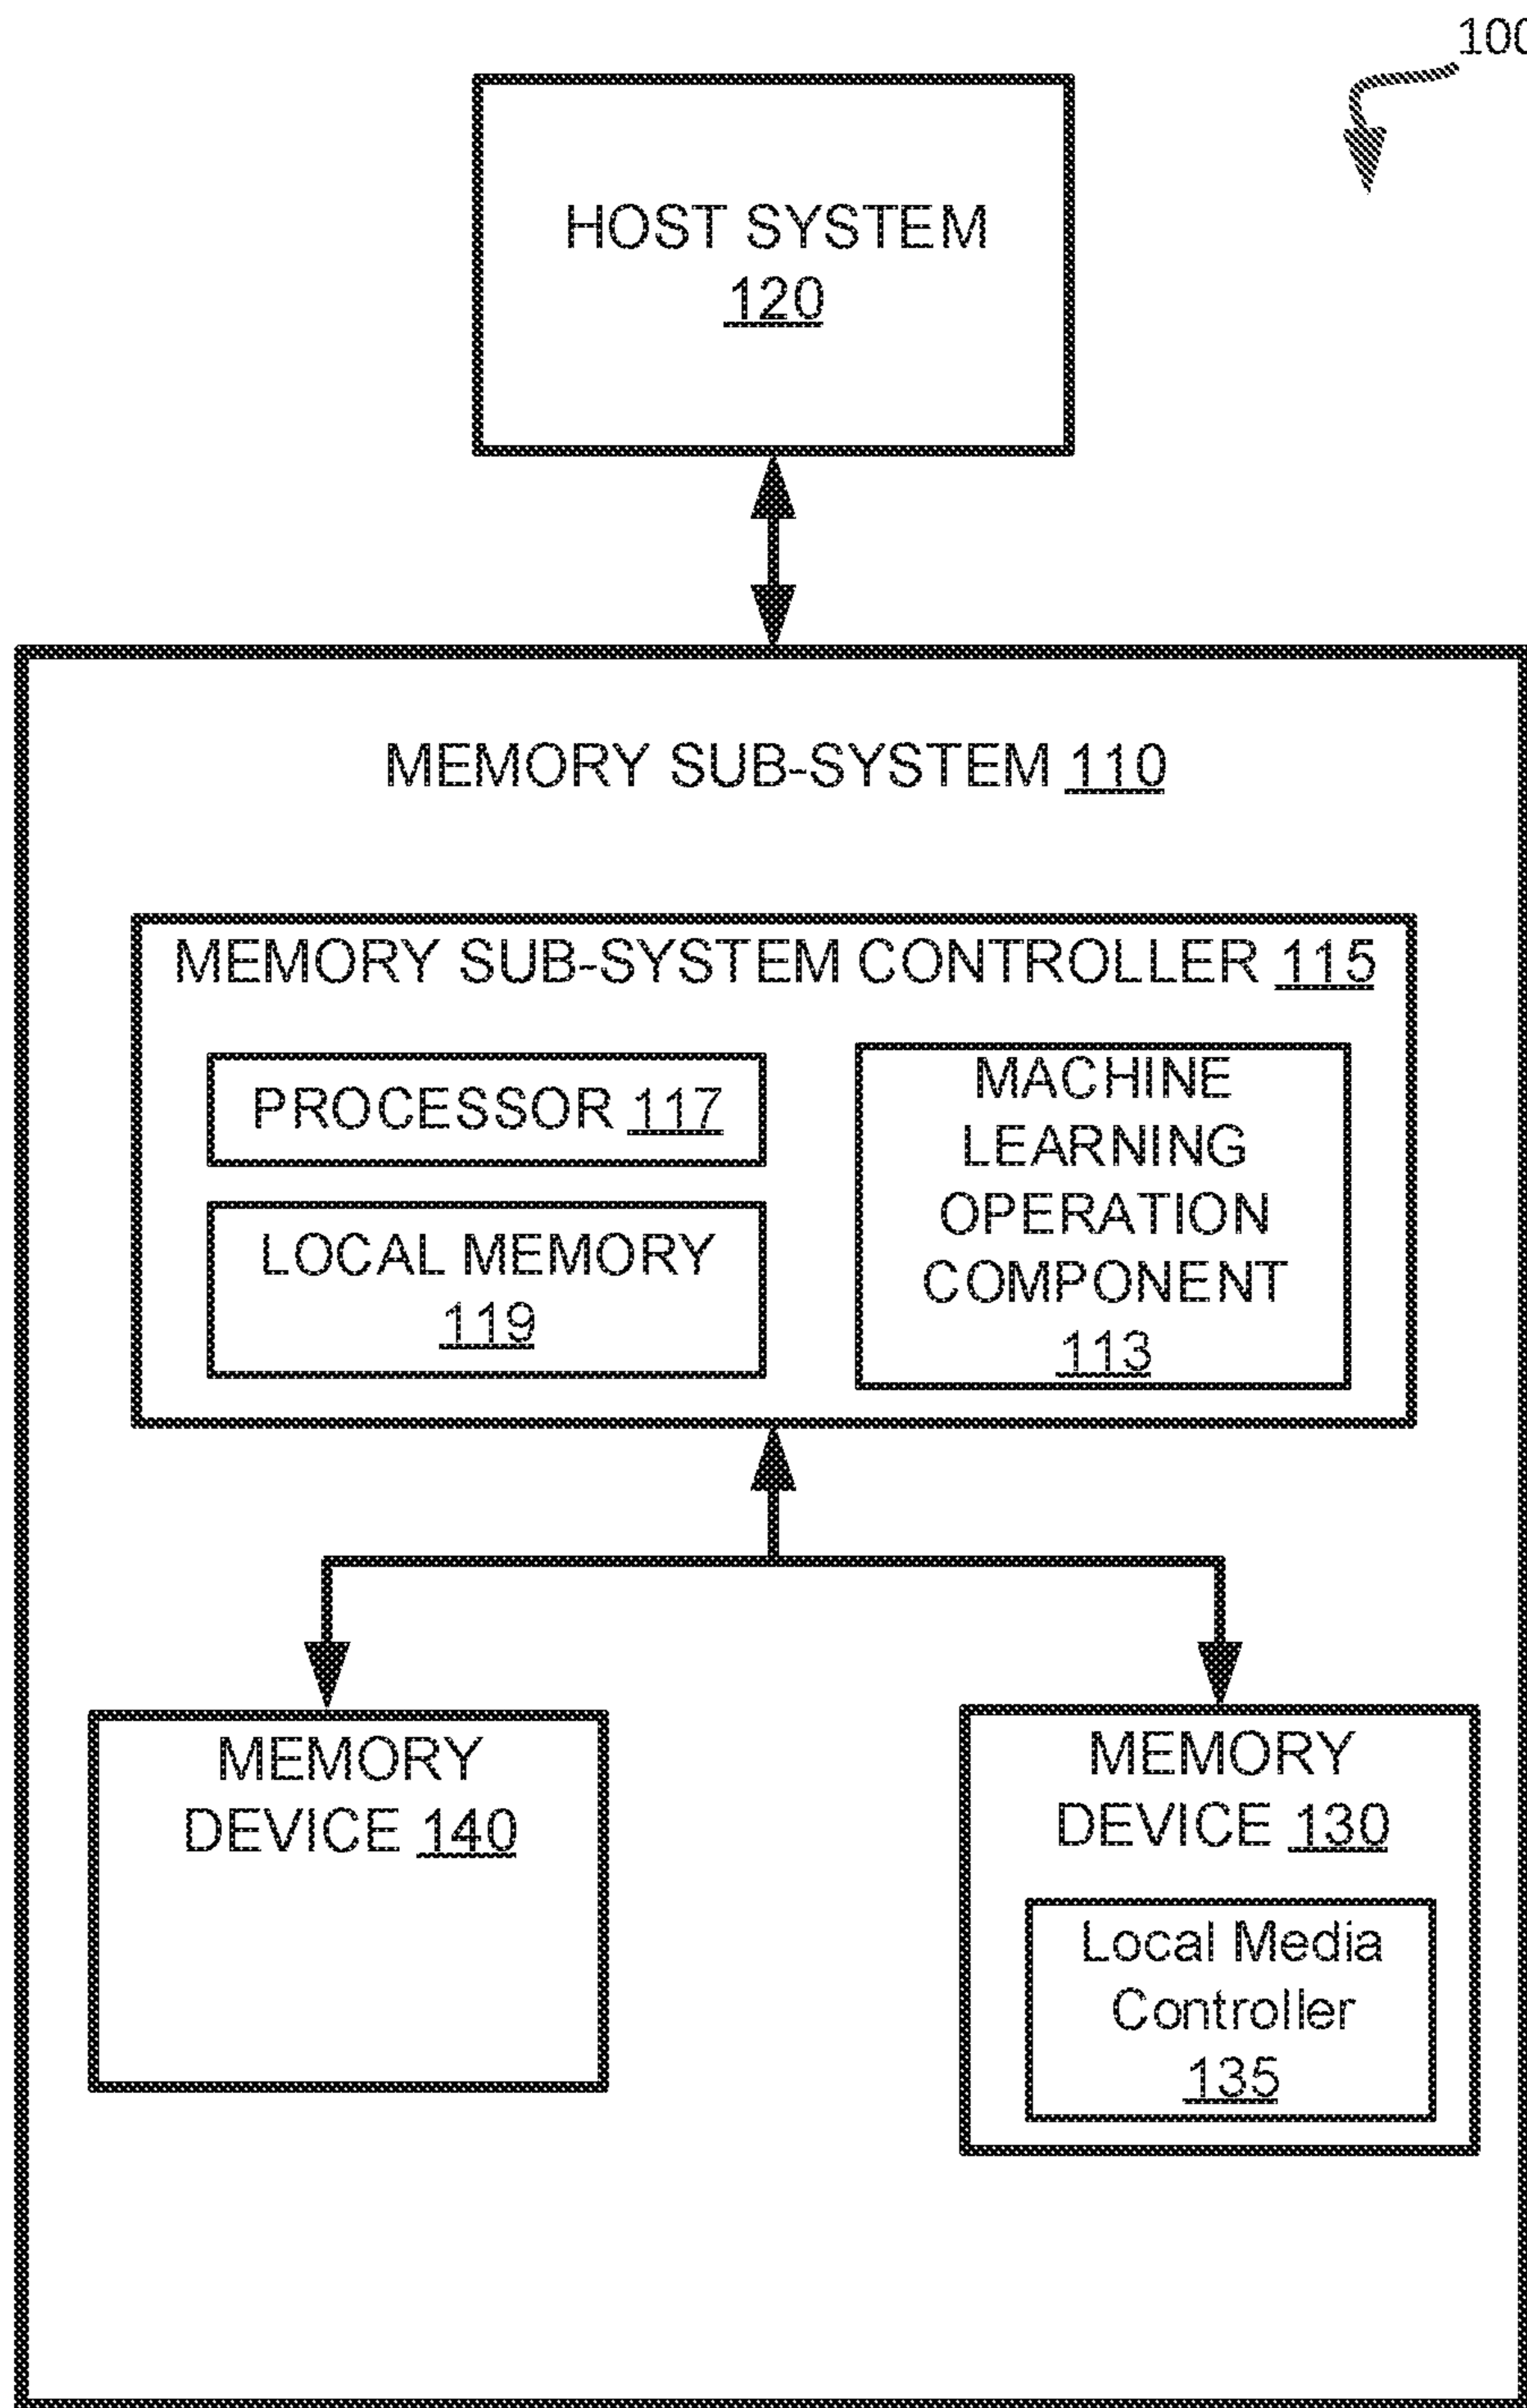 100
HOST SYSTEM
120
MEMORY SUB-SYSTEM 110
MEMORY SUB-SYSTEM CONTROLLER 115
PROCESSOR 117
LOCAL MEMORY
119
MACHINE
LEARNING
OPERATION
COMPONENT
113
MEMORY
DEVICE 140
MEMORY
DEVICE 130
Local Media
Controller
135